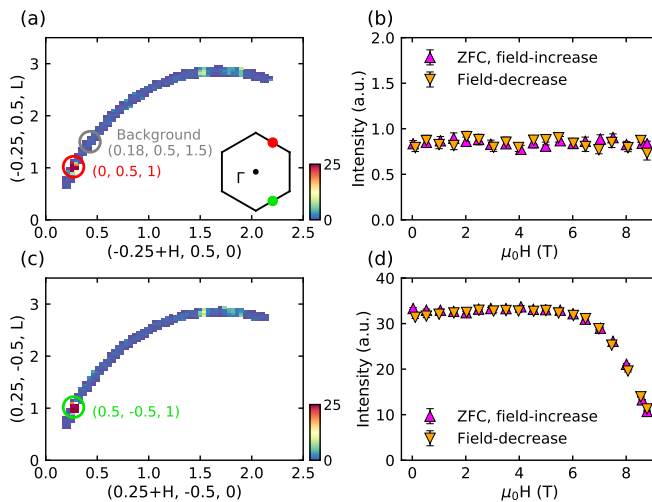 (a)
(-0.25, 0.5, L)
3
2
1
0
Background
(0.18, 0.5, 1.5)
(0, 0.5, 1)
Γ
25
0
0.0 0.5 1.0 1.5 2.0 2.5
(-0.25+H, 0.5, 0)
(b)
Intensity (a.u.)
2.0
1.5
1.0
0.5
0.0
ZFC, field-increase
Field-decrease
0 2 4 6 8
μ₀H (T)
(c)
(0.25, -0.5, L)
3
2
1
0
(0.5, -0.5, 1)
25
0
0.0 0.5 1.0 1.5 2.0 2.5
(0.25+H, -0.5, 0)
(d)
Intensity (a.u.)
40
30
20
10
0
ZFC, field-increase
Field-decrease
0 2 4 6 8
μ₀H (T)